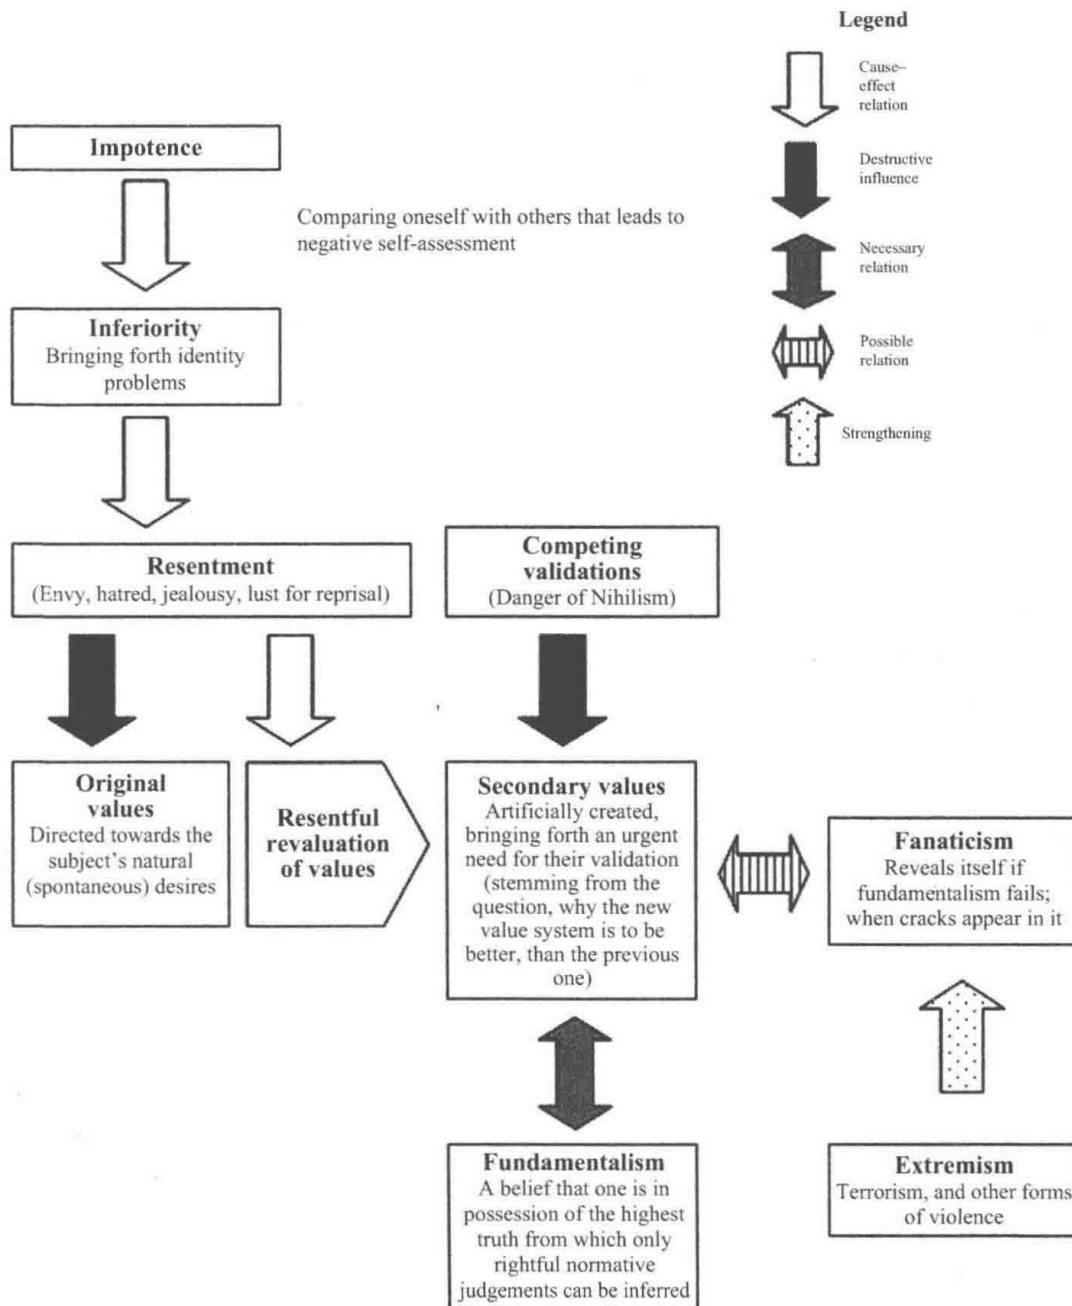 Legend
Cause–
effect
relation
Destructive
influence
Necessary
relation
Possible
relation
Strengthening
Impotence
Comparing oneself with others that leads to
negative self-assessment
Inferiority
Bringing forth identity
problems
Resentment
(Envy, hatred, jealousy, lust for reprisal)
Competing
validations
(Danger of Nihilism)
Original
values
Directed towards the
subject's natural
(spontaneous) desires
Resentful
revaluation
of values
Secondary values
Artificially created,
bringing forth an urgent
need for their validation
(stemming from the
question, why the new
value system is to be
better, than the previous
one)
Fanaticism
Reveals itself if
fundamentalism fails;
when cracks appear in it
Fundamentalism
A belief that one is in
possession of the highest
truth from which only
rightful normative
judgements can be inferred
Extremism
Terrorism, and other forms
of violence